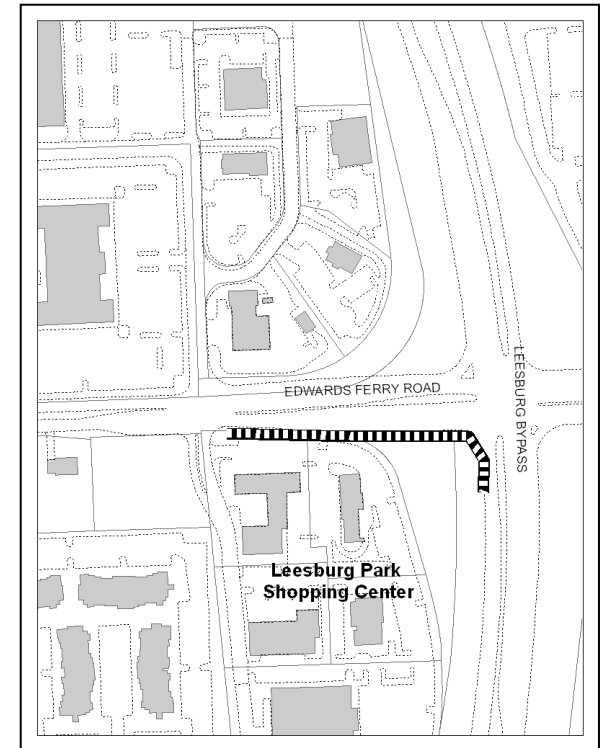 EDWARDS FERRY ROAD
LEESBURG BYPASS
Leesburg Park
Shopping Center